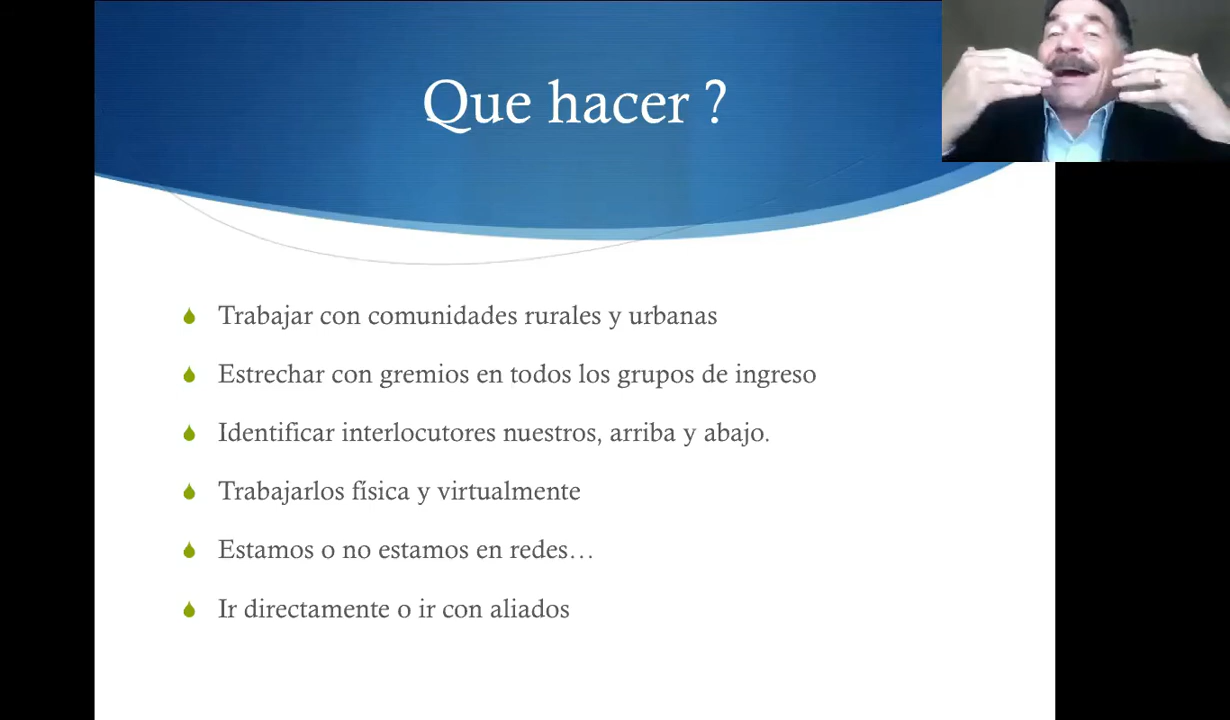 Que hacer ?
Trabajar con comunidades rurales y urbanas
Estrechar con gremios en todos los grupos de ingreso
Identificar interlocutores nuestros, arriba y abajo.
Trabajarlos física y virtualmente
Estamos o no estamos en redes…
Ir directamente o ir con aliados